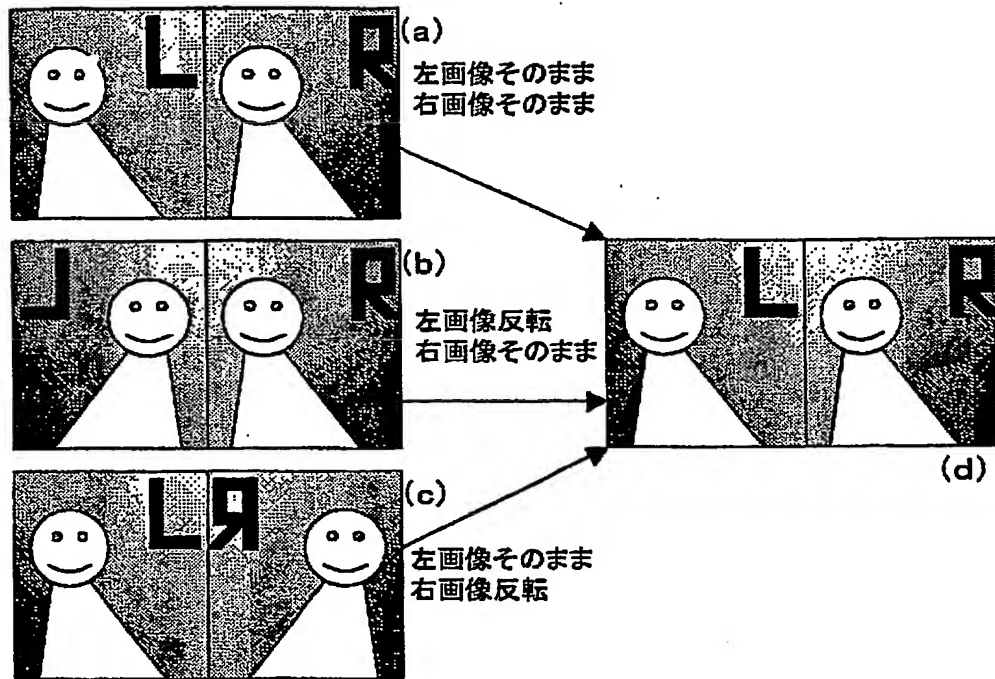 L R (a)
左画像そのまま
右画像そのまま
L R (b)
左画像反転
右画像そのまま
L R (d)
L R (c)
左画像そのまま
右画像反転